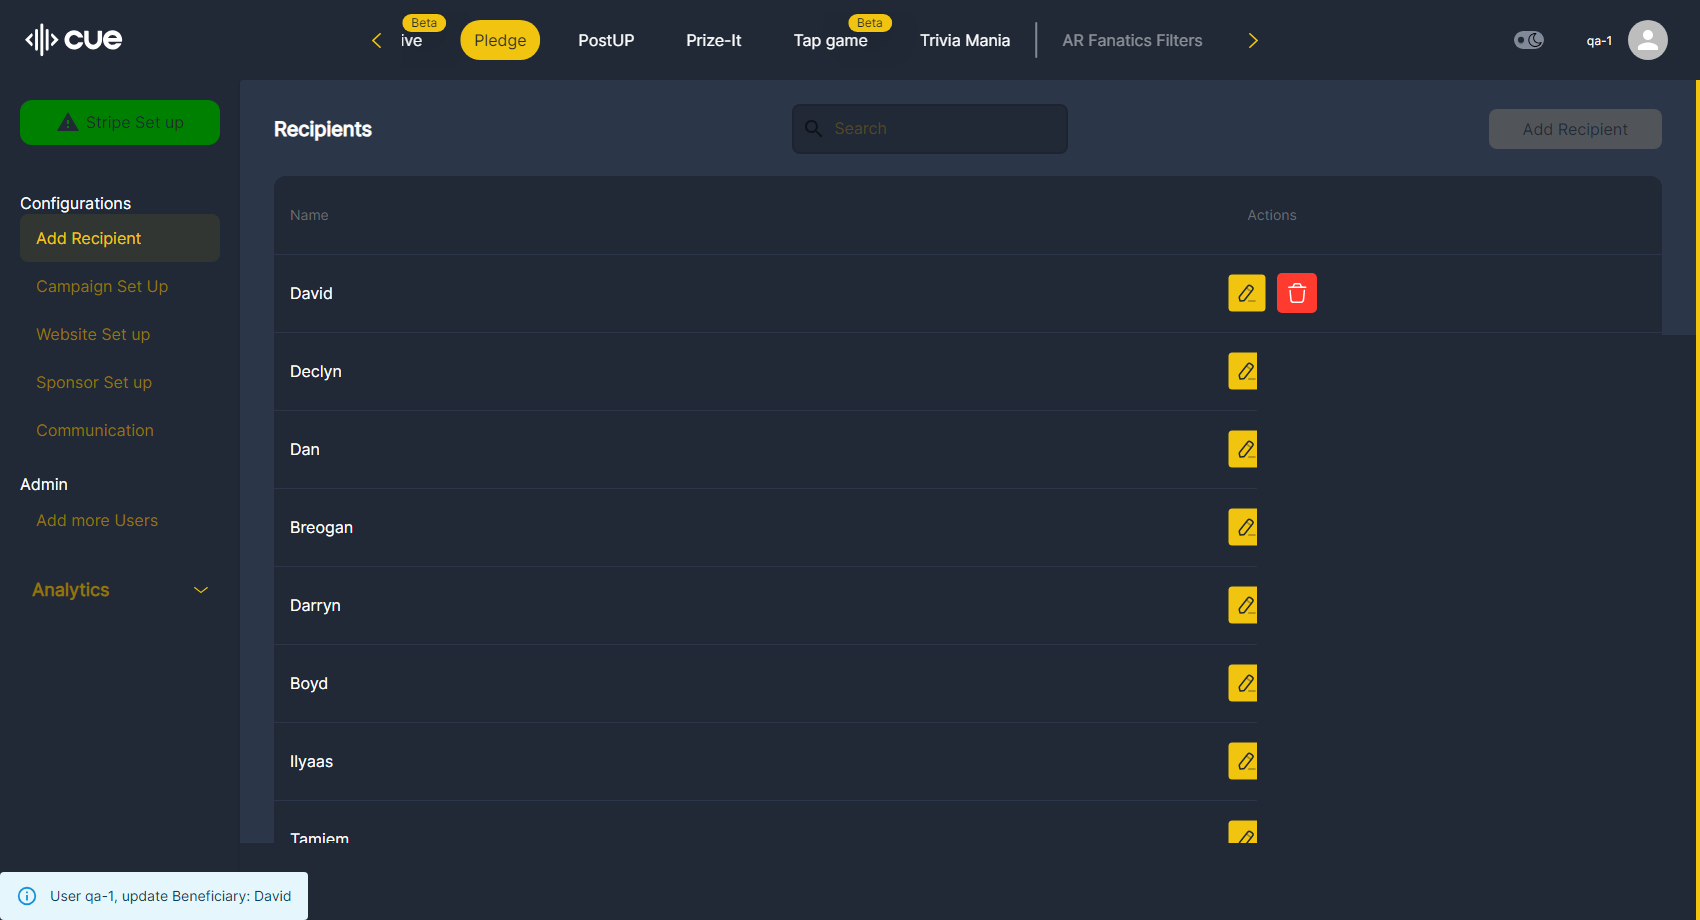 cue
Beta
ive
Pledge
PostUP
Prize-It
Beta
Tap game
Trivia Mania
AR Fanatics Filters
qa-1
Stripe Set up
Configurations
Add Recipient
Campaign Set Up
Website Set up
Sponsor Set up
Communication
Admin
Add more Users
Analytics
Recipients
Search
Add Recipient
Name
Actions
David
Declyn
Dan
Breogan
Darryn
Boyd
Ilyaas
Tamiem
User qa-1, update Beneficiary: David